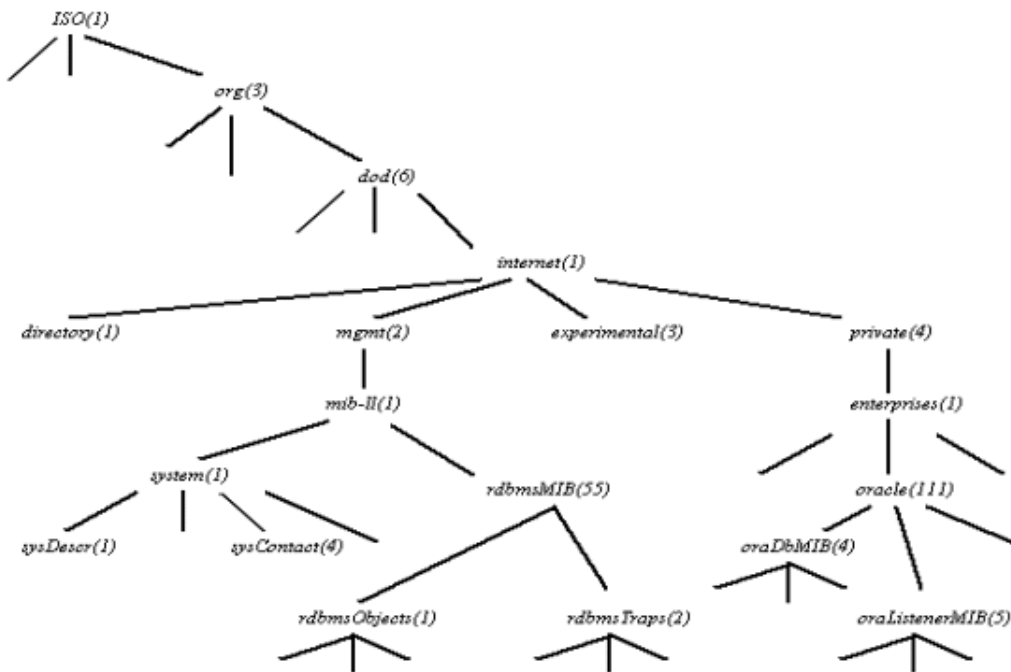 ISO(1)
org(3)
dod(6)
internet(1)
directory(1) mgmt(2) experimental(3) private(4)
mib-ll(1) enterprises(1)
system(1) rdbmsMIB(55) oracle(111)
sysDescr(1) sysContact(4) oraDbMIB(4)
rdbmsObjects(1) rdbmsTraps(2) oraListenerMIB(5)